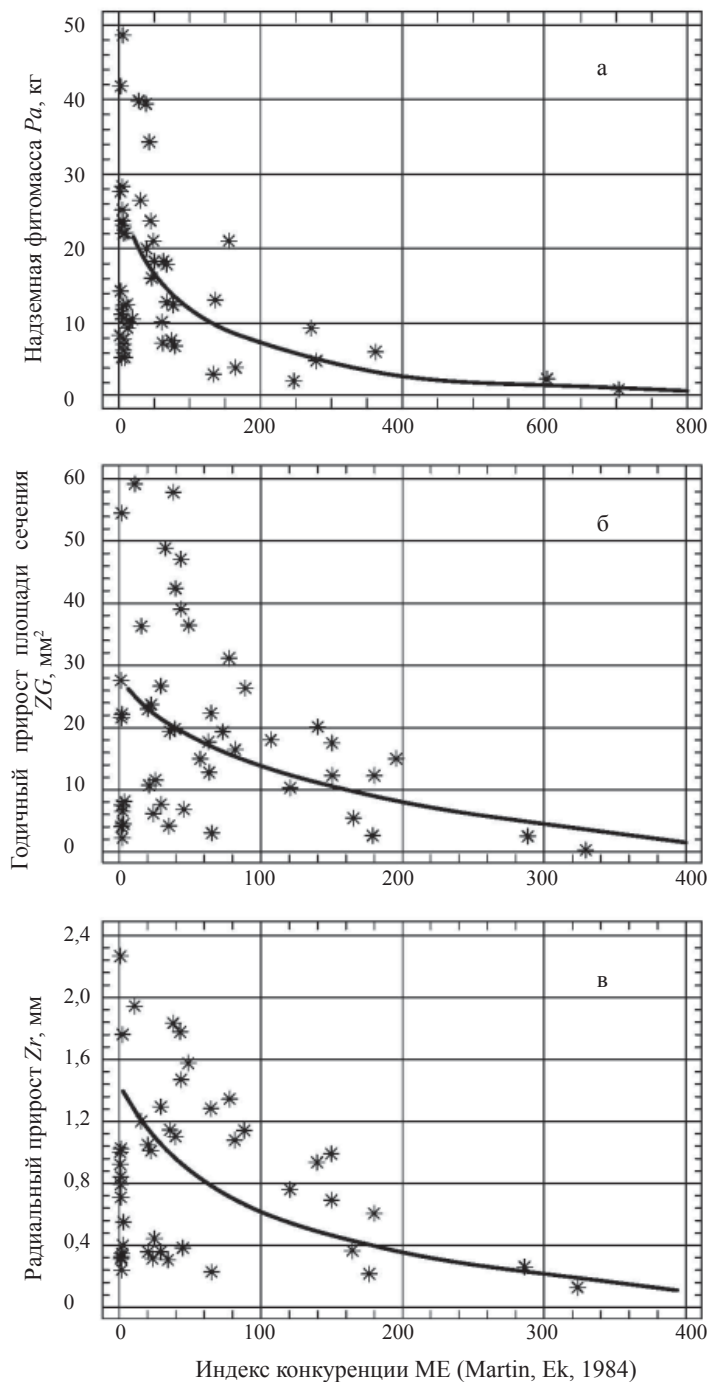 50
40
30
20
10
0
Надземная фитомасса Pa, кг
а
0 200 400 600 800
60
50
40
30
20
10
0
Годичный прирост площади сечения
ZG, мм²
б
0 100 200 300 400
2,4
2,0
1,6
1,2
0,8
0,4
0
Радиальный прирост Zr, мм
в
0 100 200 300 400
Индекс конкуренции ME (Martin, Ek, 1984)